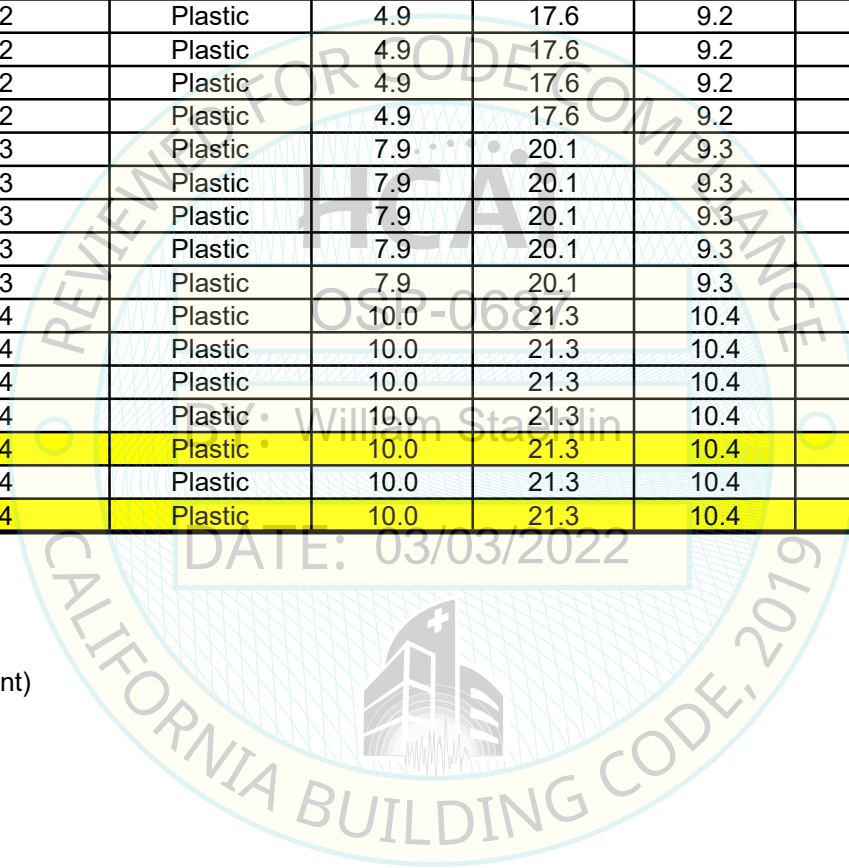 2 Plastic 4.9 17.6 9.2
2 Plastic 4.9 17.6 9.2
2 Plastic 4.9 17.6 9.2
2 Plastic 4.9 17.6 9.2
3 Plastic 7.9 20.1 9.3
3 Plastic 7.9 20.1 9.3
3 Plastic 7.9 20.1 9.3
3 Plastic 7.9 20.1 9.3
3 Plastic 7.9 20.1 9.3
4 Plastic 10.0 21.3 10.4
4 Plastic 10.0 21.3 10.4
4 Plastic 10.0 21.3 10.4
4 Plastic 10.0 21.3 10.4
4 Plastic 10.0 21.3 10.4
4 Plastic 10.0 21.3 10.4
4 Plastic 10.0 21.3 10.4
nt)
REVIEWED FOR CODE COMPLIANCE
HCAI
OSP-0687
BY: William Staehlin
DATE: 03/03/2022
CALIFORNIA BUILDING CODE, 2019